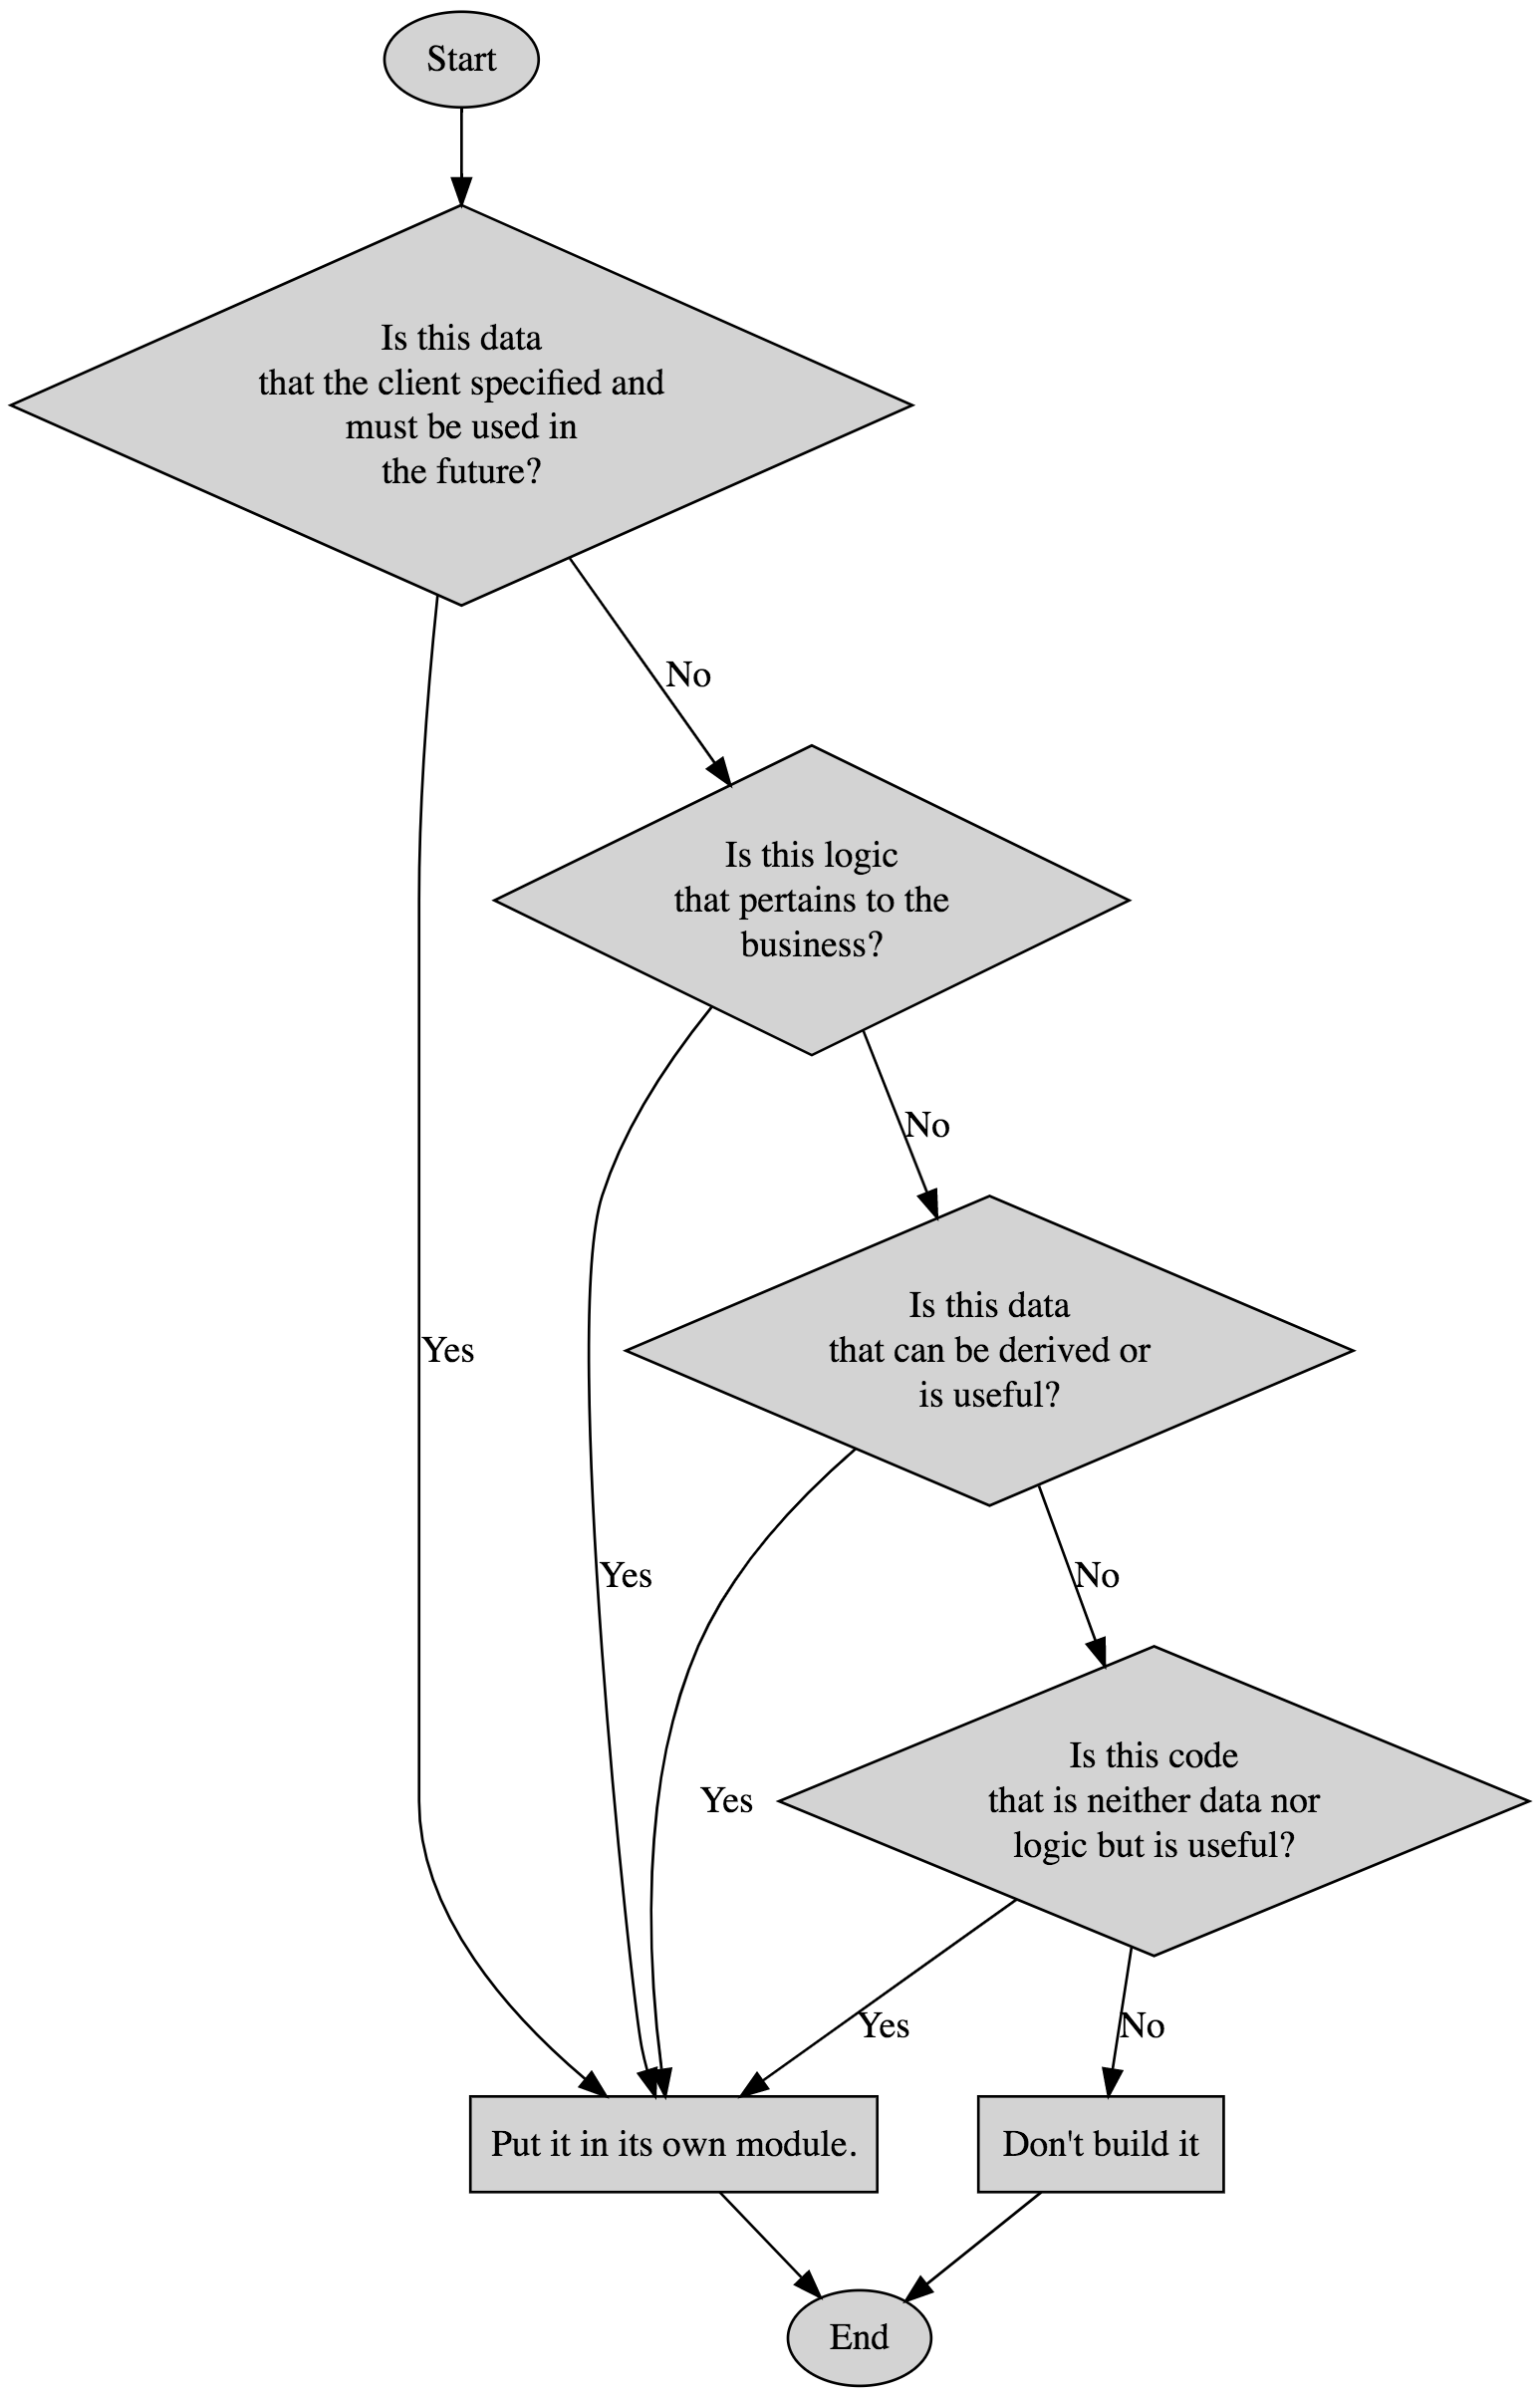 Start
Is this data
that the client specified and
must be used in
the future?
No
Is this logic
that pertains to the
business?
No
Is this data
that can be derived or
is useful?
Yes
Yes
No
Is this code
that is neither data nor
logic but is useful?
Yes
Yes
No
Put it in its own module.
Don't build it
End